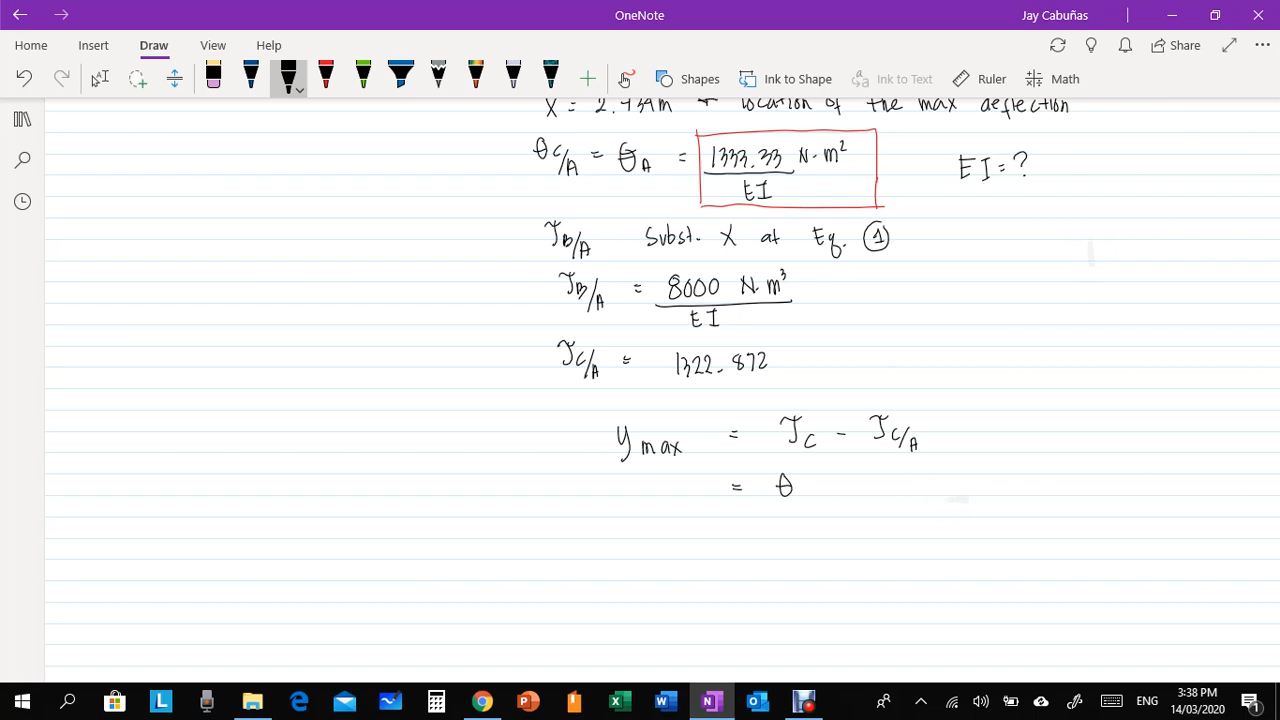 OneNote
Jay Cabuñas
Home Insert Draw View Help
Share
Shapes Ink to Shape Ink to Text Ruler Math
X = 2.434m ← location of the max deflection
θC/A = θA = 1333.33 N·m² EI = ?
EI
TB/A Subst. X at Eq. ①
TB/A = 8000 N·m³
EI
TC/A = 1322.872
y max = TC - TC/A
= θ
ENG
3:38 PM
14/03/2020